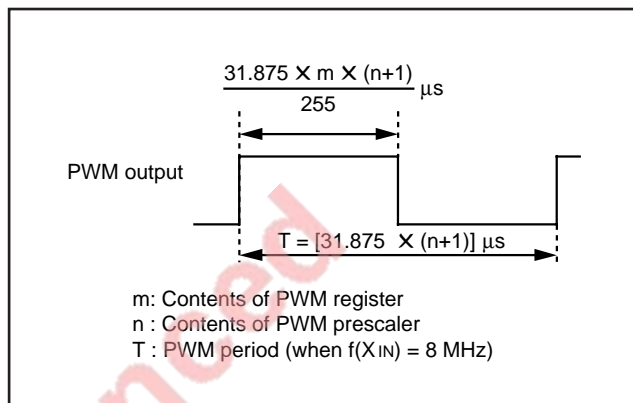 31.875 × m × (n+1)
255
μs
PWM output
T = [31.875 × (n+1)] μs
m: Contents of PWM register
n : Contents of PWM prescaler
T : PWM period (when f(XIN) = 8 MHz)
nced